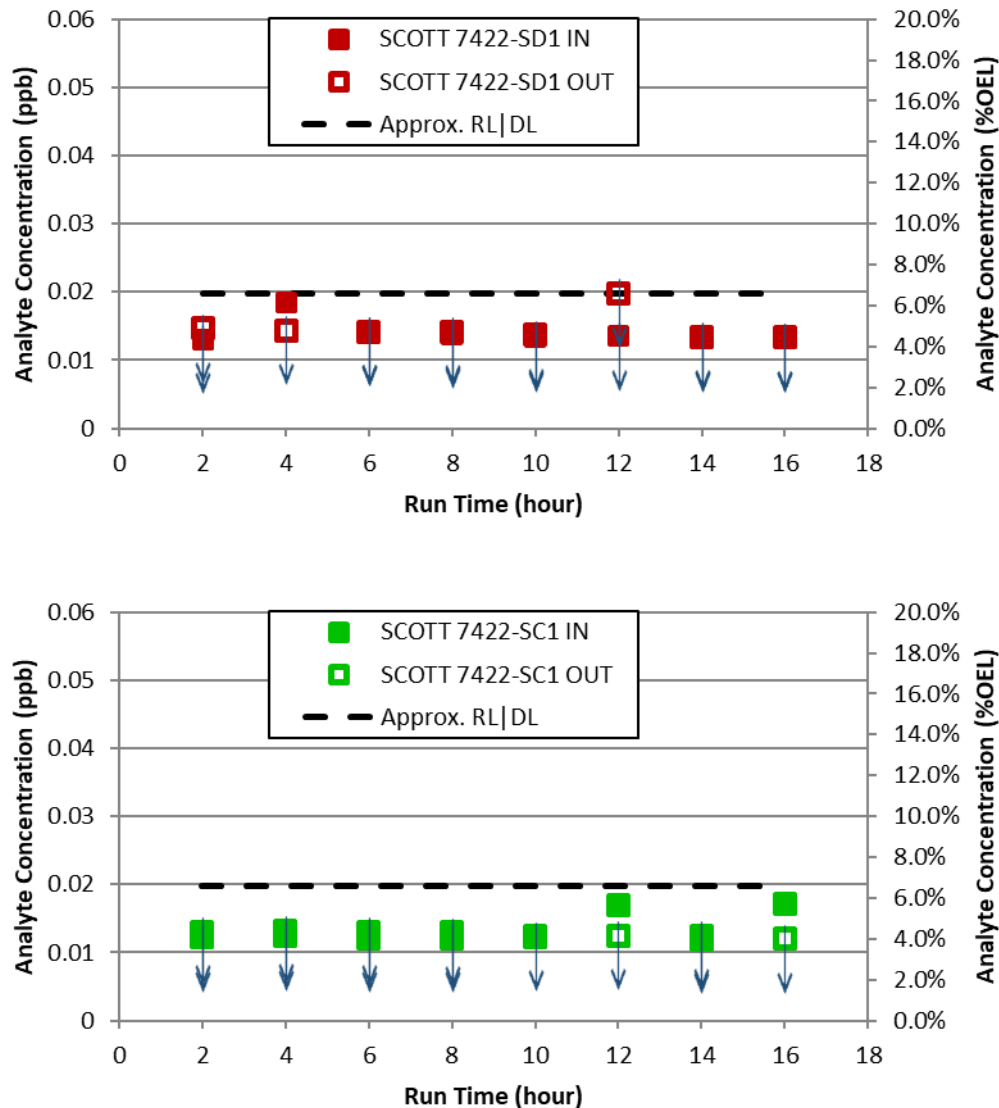 SCOTT 7422-SD1 IN
SCOTT 7422-SD1 OUT
Approx. RL|DL
Analyte Concentration (ppb)
0.06
0.05
0.04
0.03
0.02
0.01
0
20.0%
18.0%
16.0%
14.0%
12.0%
10.0%
8.0%
6.0%
4.0%
2.0%
0.0%
Analyte Concentration (%OEL)
0 2 4 6 8 10 12 14 16 18
Run Time (hour)
SCOTT 7422-SC1 IN
SCOTT 7422-SC1 OUT
Approx. RL|DL
Analyte Concentration (ppb)
0.06
0.05
0.04
0.03
0.02
0.01
0
20.0%
18.0%
16.0%
14.0%
12.0%
10.0%
8.0%
6.0%
4.0%
2.0%
0.0%
Analyte Concentration (%OEL)
0 2 4 6 8 10 12 14 16 18
Run Time (hour)